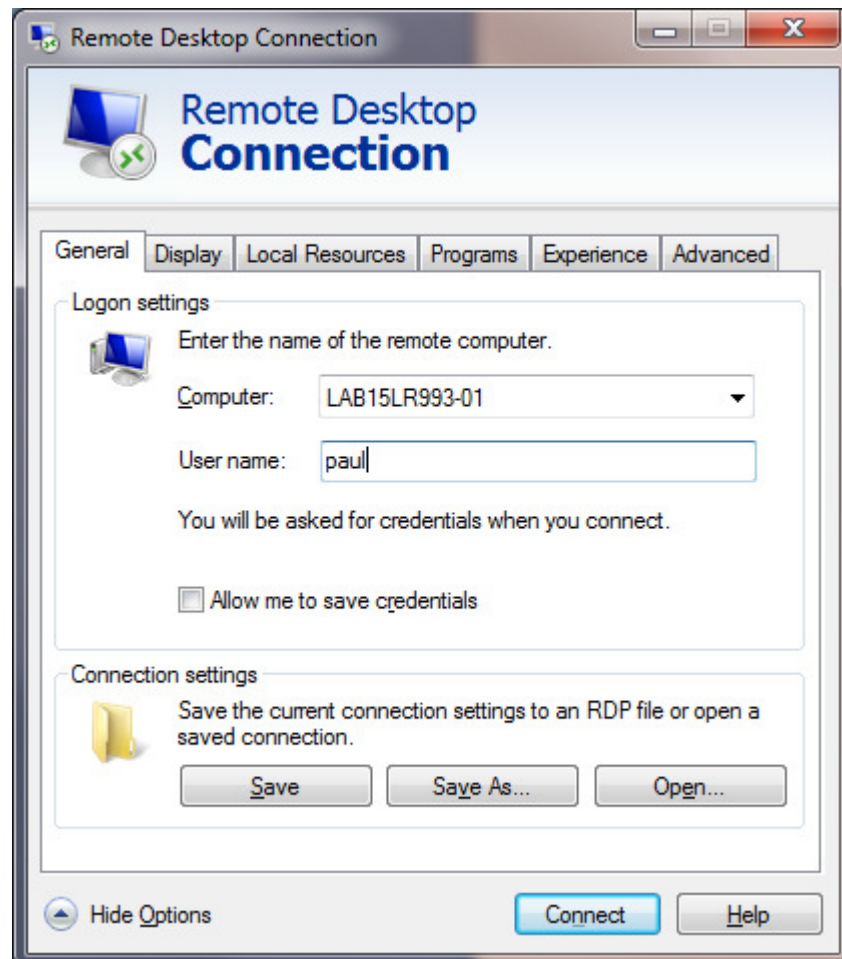 Remote Desktop Connection
Remote Desktop
Connection
General Display Local Resources Programs Experience Advanced
Logon settings
Enter the name of the remote computer.
Computer: LAB15LR993-01
User name: paul
You will be asked for credentials when you connect.
Allow me to save credentials
Connection settings
Save the current connection settings to an RDP file or open a
saved connection.
Save Save As... Open...
Hide Options Connect Help